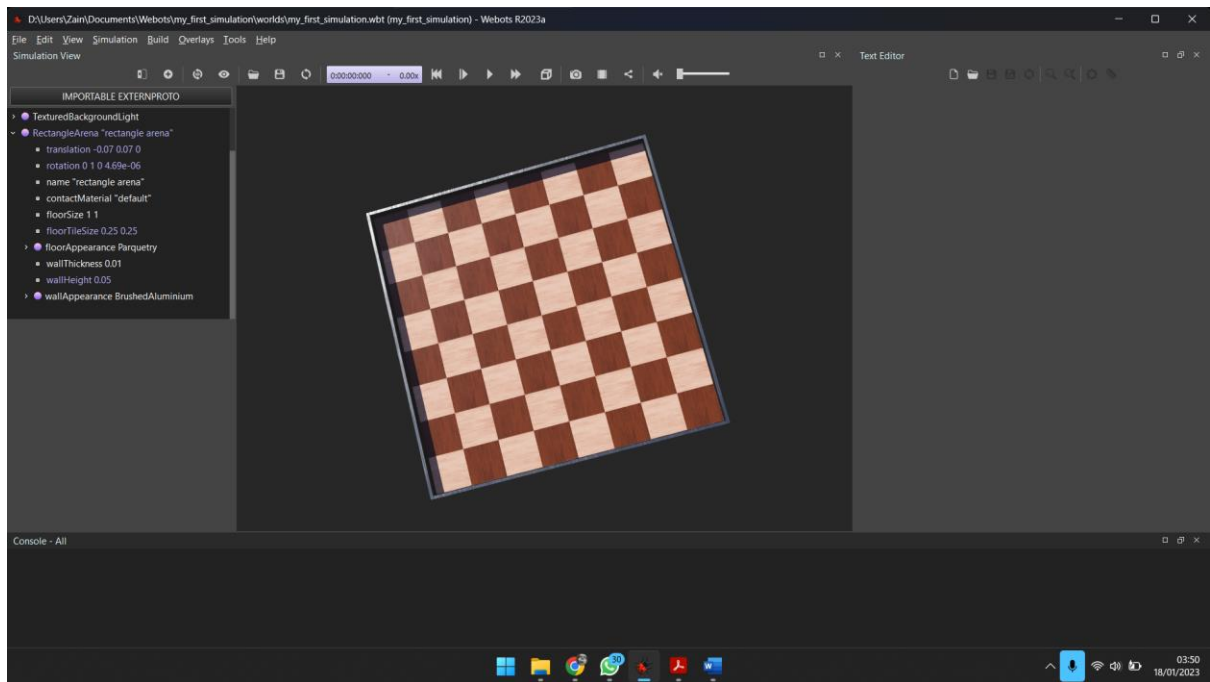 D:\Users\Zain\Documents\Webots\my_first_simulation\worlds\my_first_simulation.wbt (my_first_simulation) - Webots R2023a
File Edit View Simulation Build Overlays Tools Help
Simulation View
Text Editor
0:00:00:000 - 0.00x
IMPORTABLE EXTERNPROTO
TexturedBackgroundLight
RectangleArena "rectangle arena"
translation -0.07 0.07 0
rotation 0 1 0 4.69e-06
name "rectangle arena"
contactMaterial "default"
floorSize 1 1
floorTileSize 0.25 0.25
floorAppearance Parquetry
wallThickness 0.01
wallHeight 0.05
wallAppearance BrushedAluminium
Console - All
30
03:50
18/01/2023